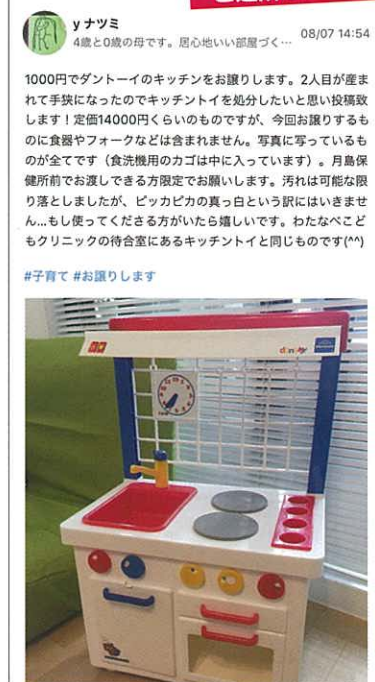 y ナツミ
4歳と0歳の母です。居心地いい部屋づく…
08/07 14:54
1000円でダントーイのキッチンをお譲りします。2人目が産ま
れて手狭になったのでキッチントイを処分したいと思い投稿致
します！定価14000円くらいのものですが、今回お譲りするも
のに食器やフォークなどは含まれません。写真に写っているも
のが全てです（食洗機用のカゴは中に入っています）。月島保
健所前でお渡しできる方限定でお願いします。汚れは可能な限
り落としましたが、ピッカピカの真っ白という訳にはいきませ
ん…もし使ってくださる方がいたら嬉しいです。わたなべこど
もクリニックの待合室にあるキッチントイと同じものです(^^)
#子育て #お譲りします